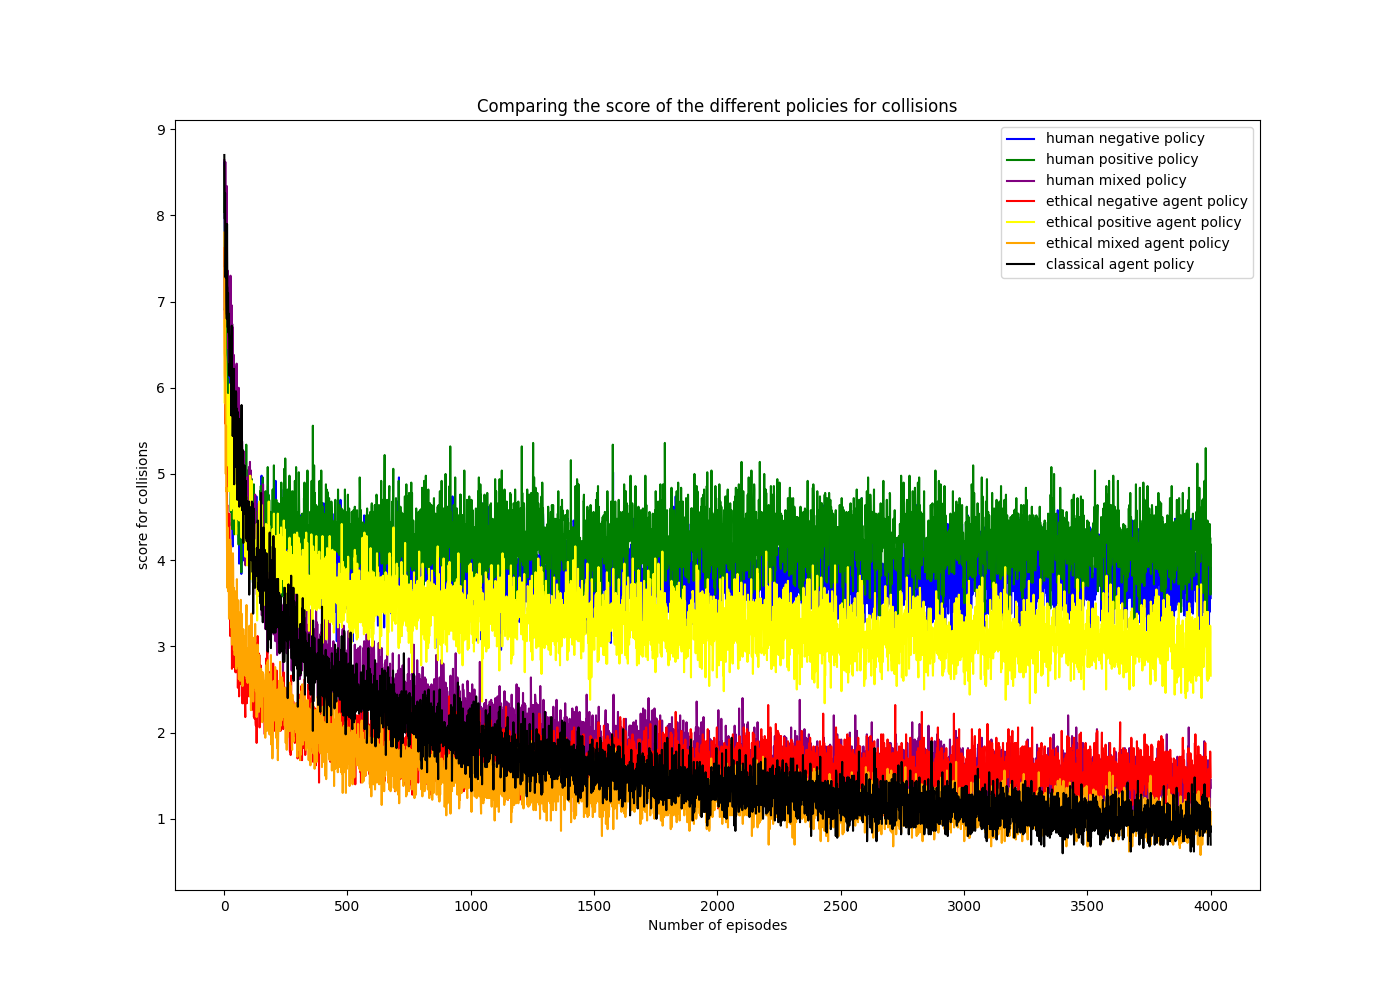 Comparing the score of the different policies for collisions
human negative policy
human positive policy
human mixed policy
ethical negative agent policy
ethical positive agent policy
ethical mixed agent policy
classical agent policy
9
8
7
6
5
4
3
2
1
score for collisions
0 500 1000 1500 2000 2500 3000 3500 4000
Number of episodes